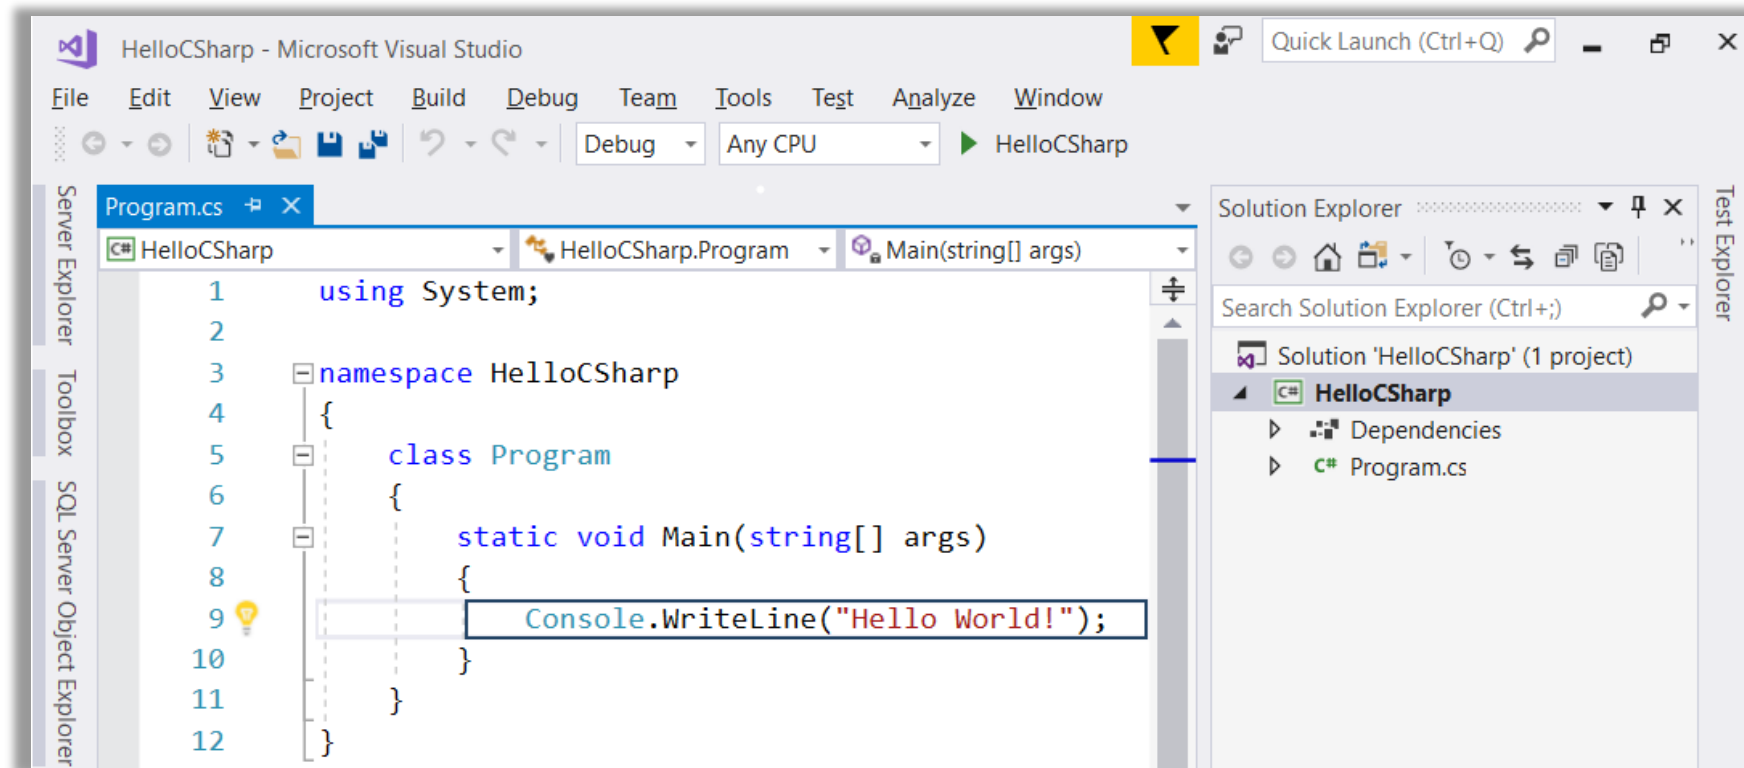 HelloCSharp - Microsoft Visual Studio
Quick Launch (Ctrl+Q)
File Edit View Project Build Debug Team Tools Test Analyze Window
Debug Any CPU HelloCSharp
Server Explorer
Toolbox
SQL Server Object Explorer
Program.cs
C# HelloCSharp HelloCSharp.Program Main(string[] args)
1 using System;
2
3 namespace HelloCSharp
4 {
5 class Program
6 {
7 static void Main(string[] args)
8 {
9 Console.WriteLine("Hello World!");
10 }
11 }
12 }
Solution Explorer
Search Solution Explorer (Ctrl+;)
Solution 'HelloCSharp' (1 project)
C# HelloCSharp
Dependencies
C# Program.cs
Test Explorer